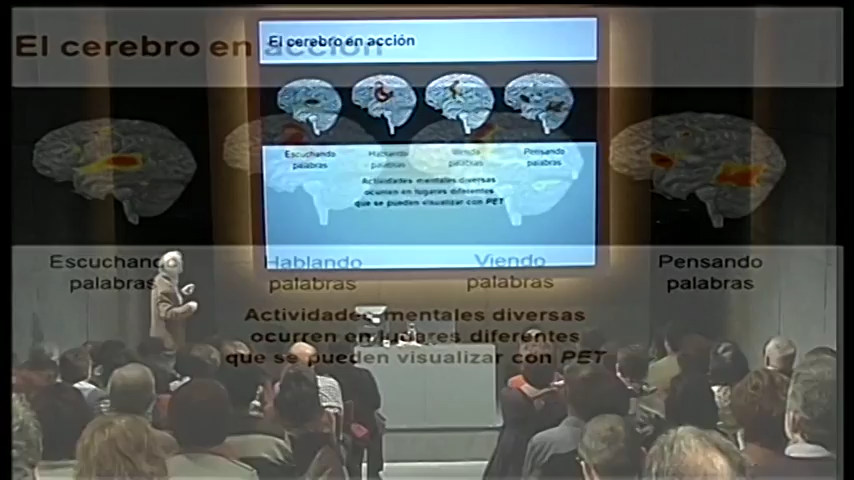 El cerebro en acción
El cerebro en acción
Escuchando
palabras
Hablando
palabras
Viendo
palabras
Pensando
palabras
Actividades mentales diversas
ocurren en lugares diferentes
que se pueden visualizar con PET
Escuchando
palabras
Hablando
palabras
Viendo
palabras
Pensando
palabras
Actividades mentales diversas
ocurren en lugares diferentes
que se pueden visualizar con PET